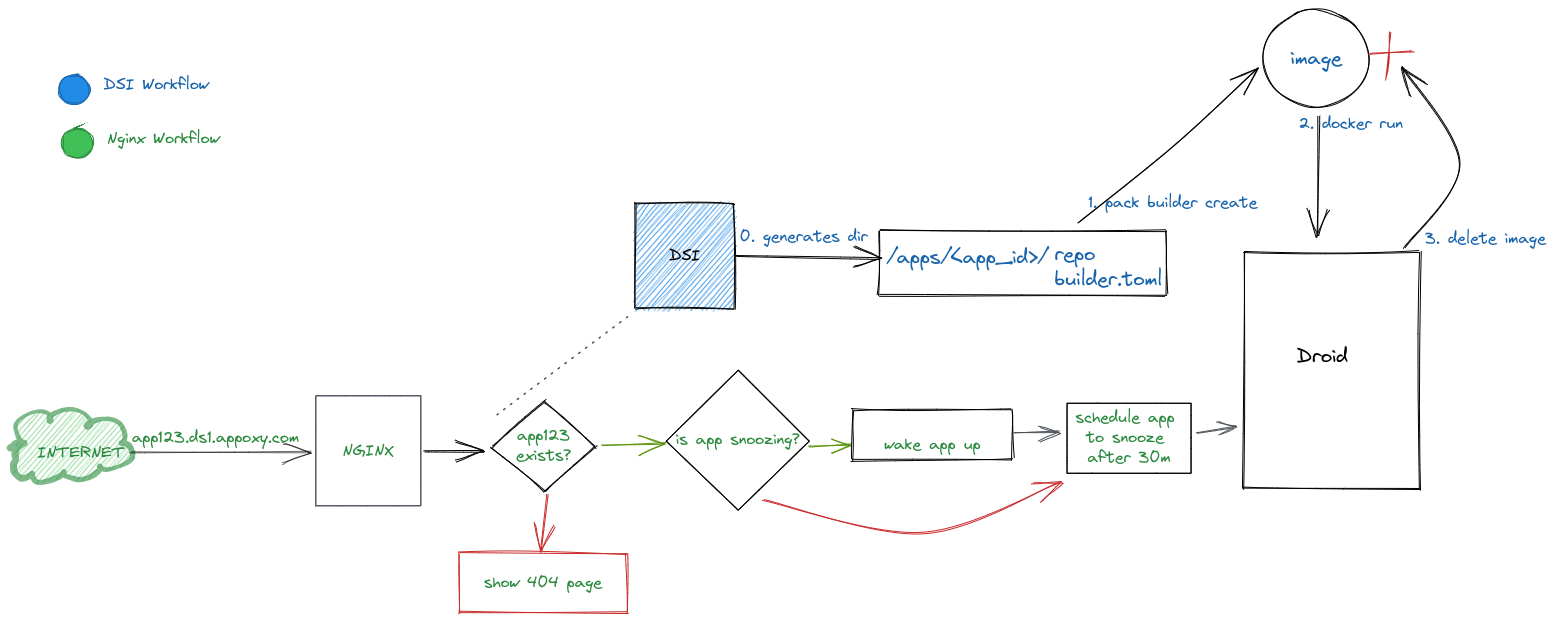 image
DSI Workflow
2. docker run
Nginx Workflow
1. pack builder create
0. generates dir
3. delete image
DSI
/apps/<app_id>/ repo
builder.toml
Droid
app123.ds1.appoxy.com
INTERNET
NGINX
app123
exists?
is app snoozing?
wake app up
schedule app
to snooze
after 30m
show 404 page